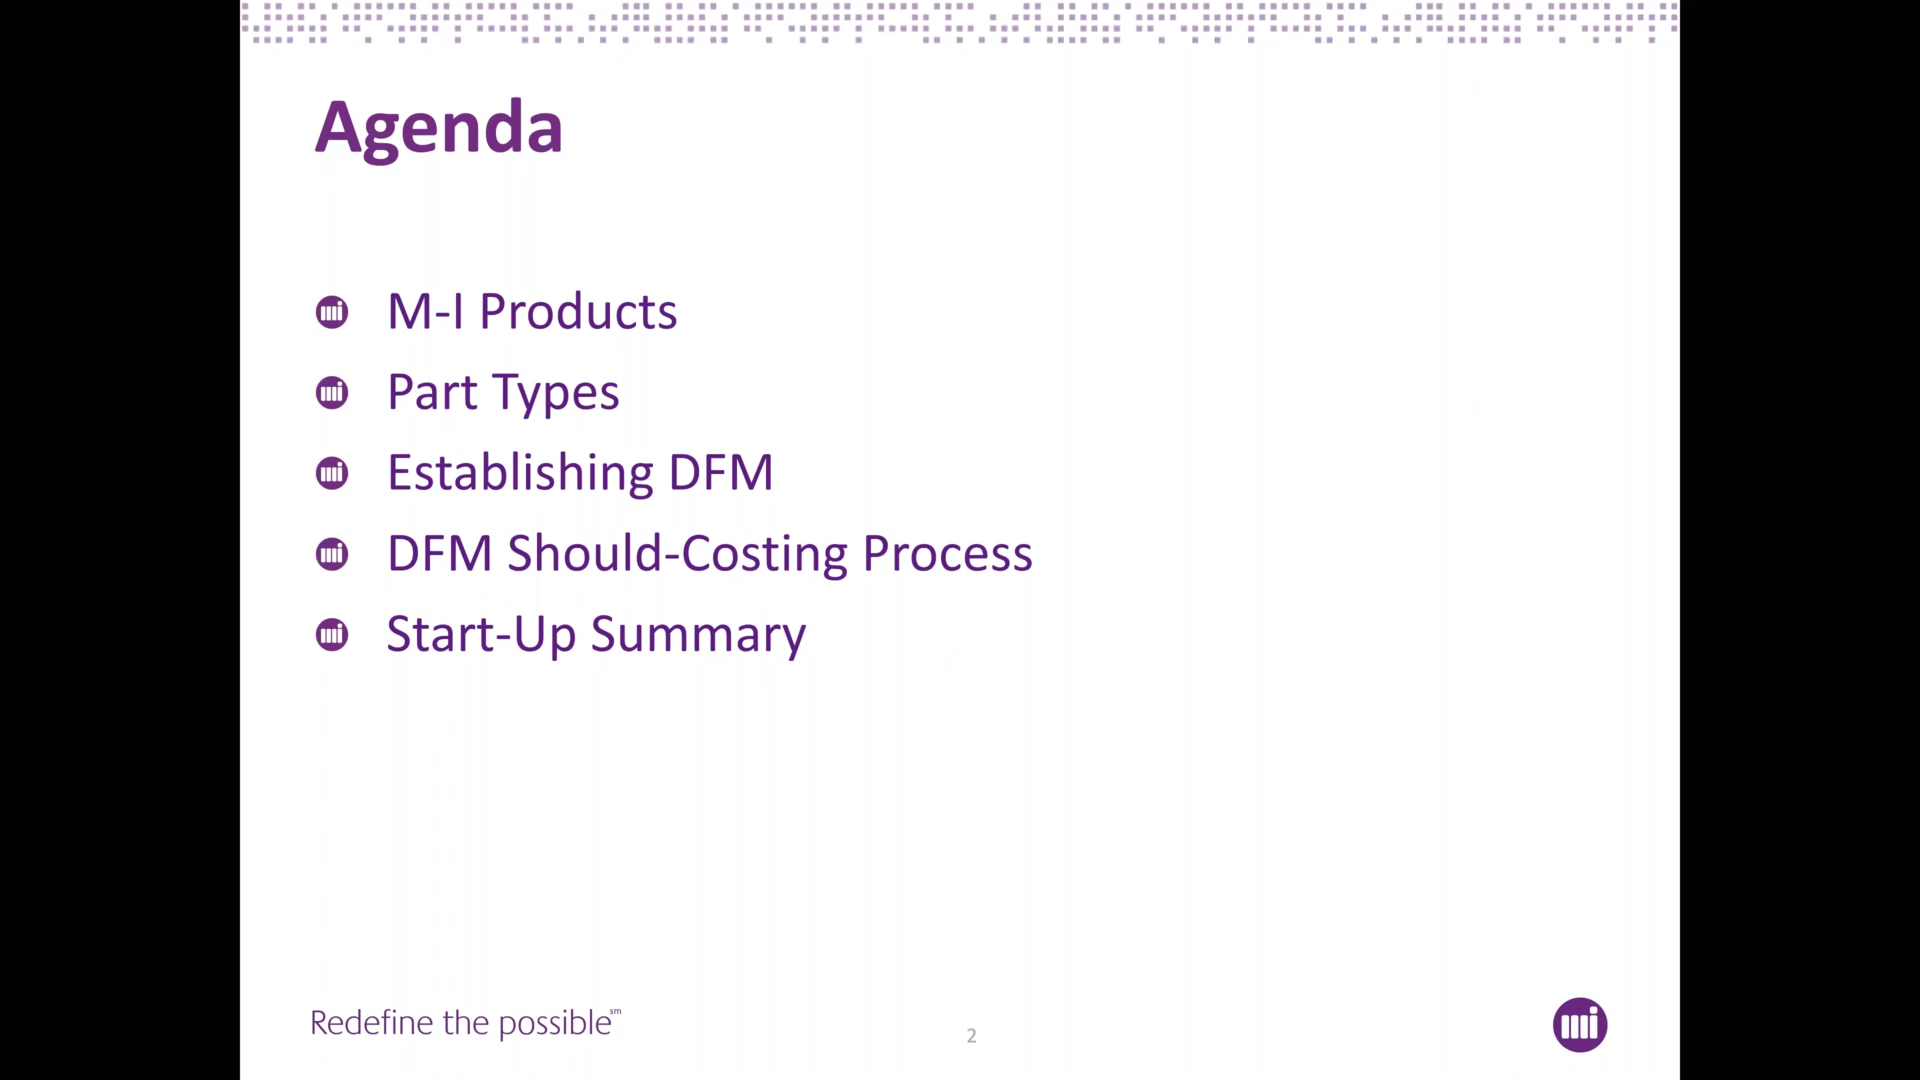 Agenda
M-I Products
Part Types
Establishing DFM
DFM Should-Costing Process
Start-Up Summary
Redefine the possible℠
2